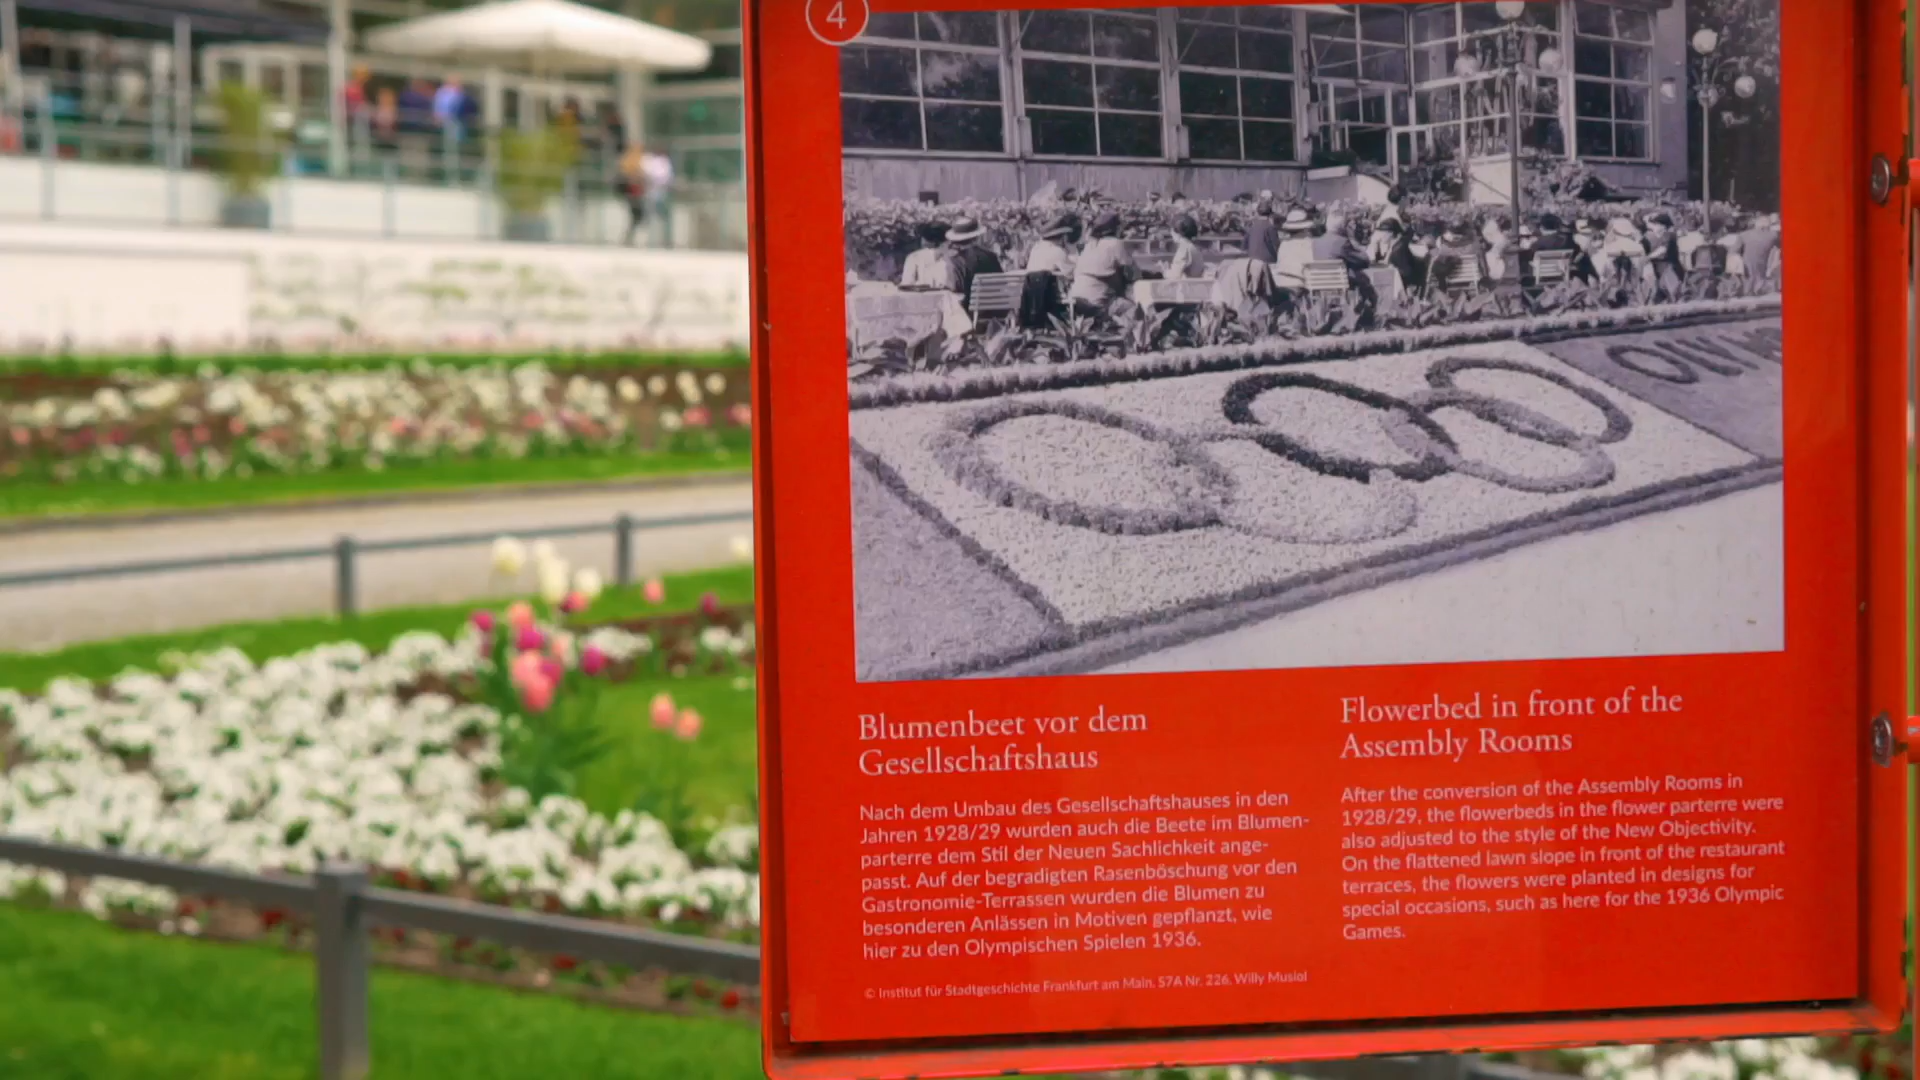 4
Blumenbeet vor dem
Gesellschaftshaus
Nach dem Umbau des Gesellschaftshauses in den
Jahren 1928/29 wurden auch die Beete im Blumen-
parterre dem Stil der Neuen Sachlichkeit ange-
passt. Auf der begradigten Rasenböschung vor den
Gastronomie-Terrassen wurden die Blumen zu
besonderen Anlässen in Motiven gepflanzt, wie
hier zu den Olympischen Spielen 1936.
© Institut für Stadtgeschichte Frankfurt am Main, S7A Nr. 226, Willy Musial
Flowerbed in front of the
Assembly Rooms
After the conversion of the Assembly Rooms in
1928/29, the flowerbeds in the flower parterre were
also adjusted to the style of the New Objectivity.
On the flattened lawn slope in front of the restaurant
terraces, the flowers were planted in designs for
special occasions, such as here for the 1936 Olympic
Games.